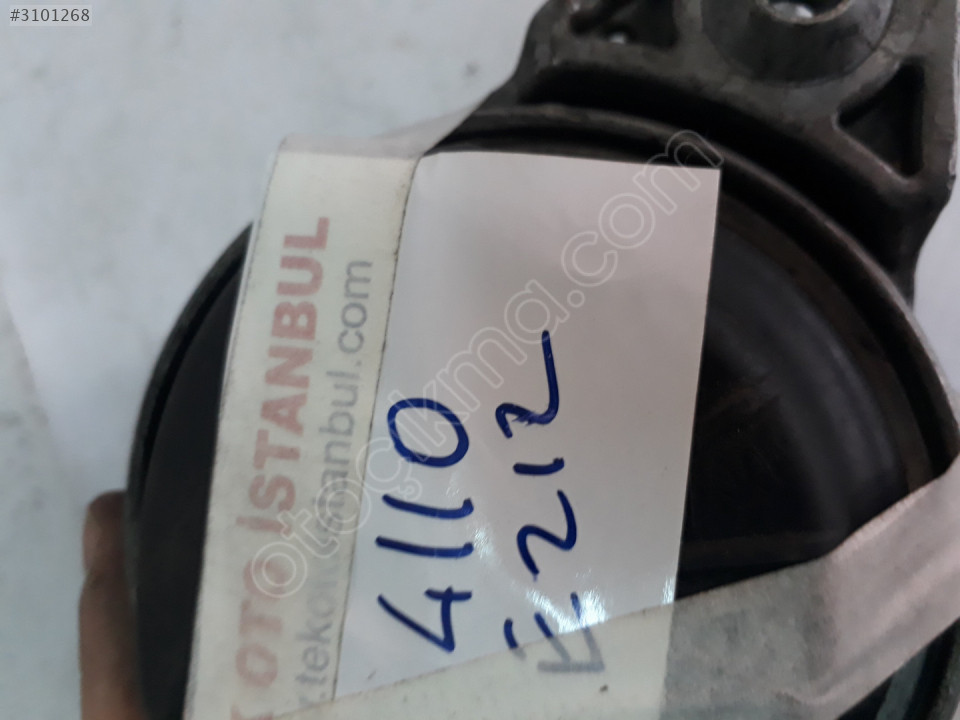 #3101268
OTO İSTANBUL
.tekotoistanbul.com
otoçıkma.com
4110
E212